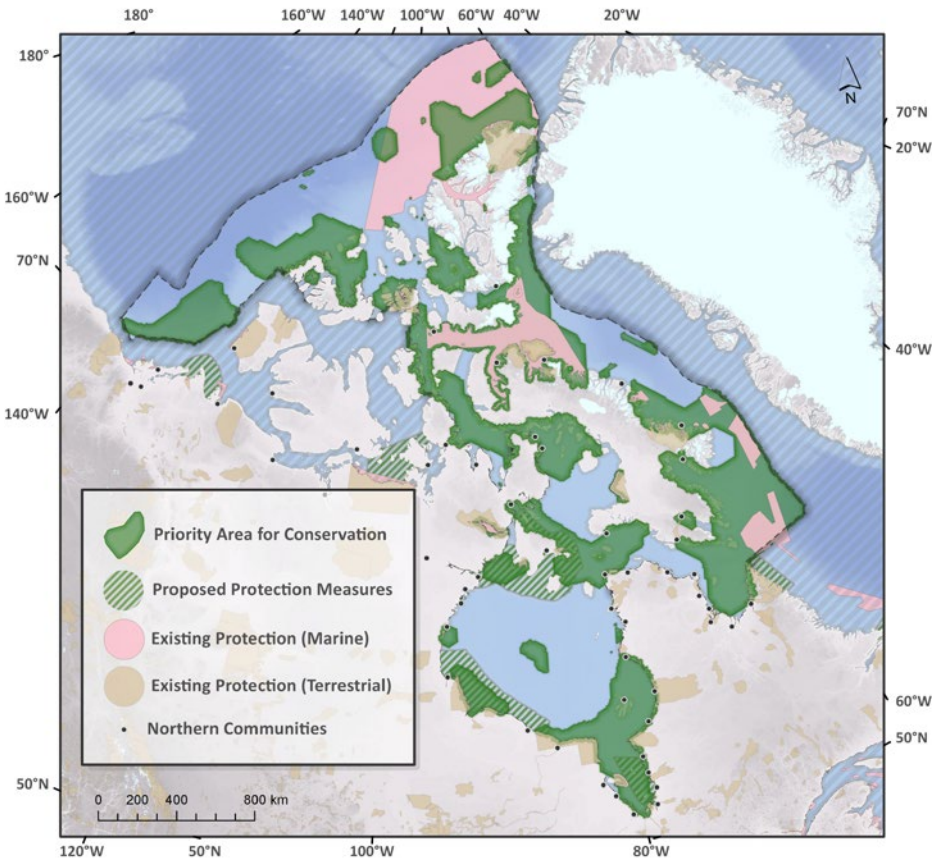 180° 160°W 140°W 120°W 100°W 80°W 60°W 40°W 20°W
180°
N
70°N
20°W
160°W
70°N
40°W
140°W
Priority Area for Conservation
Proposed Protection Measures
Existing Protection (Marine)
Existing Protection (Terrestrial)
Northern Communities
60°W
50°N
50°N
0 200 400 800 km
120°W 50°N 100°W 80°W